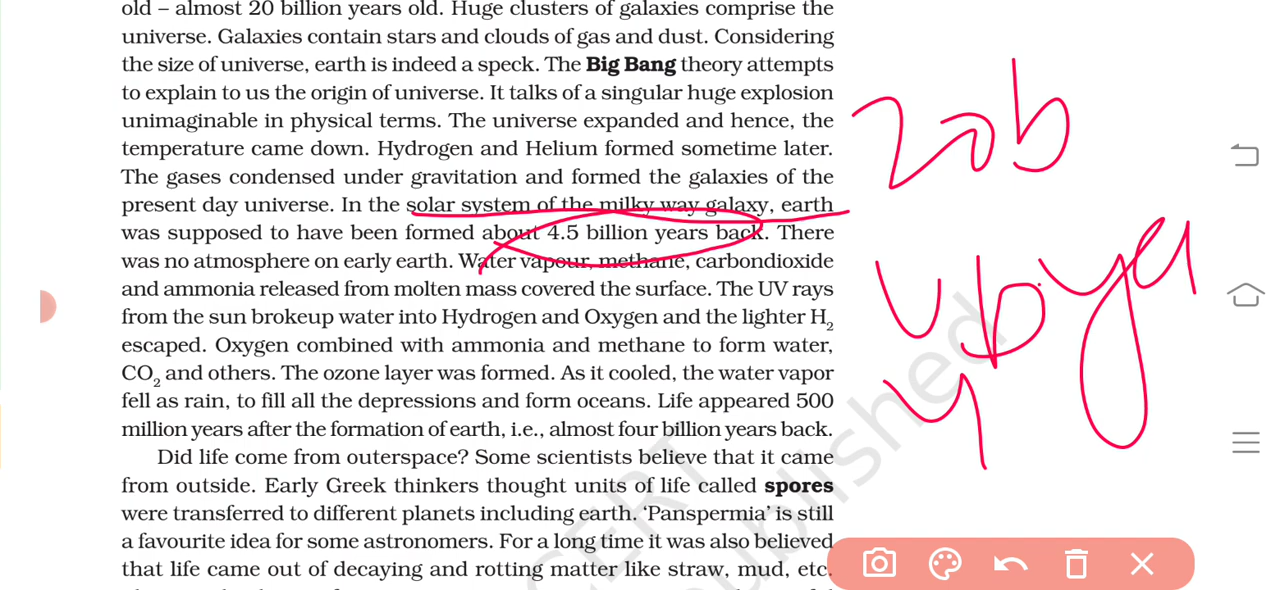 old – almost 20 billion years old. Huge clusters of galaxies comprise the
universe. Galaxies contain stars and clouds of gas and dust. Considering
the size of universe, earth is indeed a speck. The Big Bang theory attempts
to explain to us the origin of universe. It talks of a singular huge explosion
unimaginable in physical terms. The universe expanded and hence, the
temperature came down. Hydrogen and Helium formed sometime later.
The gases condensed under gravitation and formed the galaxies of the
present day universe. In the solar system of the milky way galaxy, earth
was supposed to have been formed about 4.5 billion years back. There
was no atmosphere on early earth. Water vapour, methane, carbondioxide
and ammonia released from molten mass covered the surface. The UV rays
from the sun brokeup water into Hydrogen and Oxygen and the lighter H₂
escaped. Oxygen combined with ammonia and methane to form water,
CO₂ and others. The ozone layer was formed. As it cooled, the water vapor
fell as rain, to fill all the depressions and form oceans. Life appeared 500
million years after the formation of earth, i.e., almost four billion years back.
Did life come from outerspace? Some scientists believe that it came
from outside. Early Greek thinkers thought units of life called spores
were transferred to different planets including earth. ‘Panspermia’ is still
a favourite idea for some astronomers. For a long time it was also believed
that life came out of decaying and rotting matter like straw, mud, etc.
20b